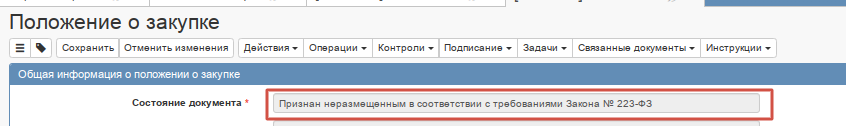 Положение о закупке
Сохранить Отменить изменения Действия Операции Контроли Подписание Задачи Связанные документы Инструкции
Общая информация о положении о закупке
Состояние документа * Признан неразмещенным в соответствии с требованиями Закона № 223-ФЗ